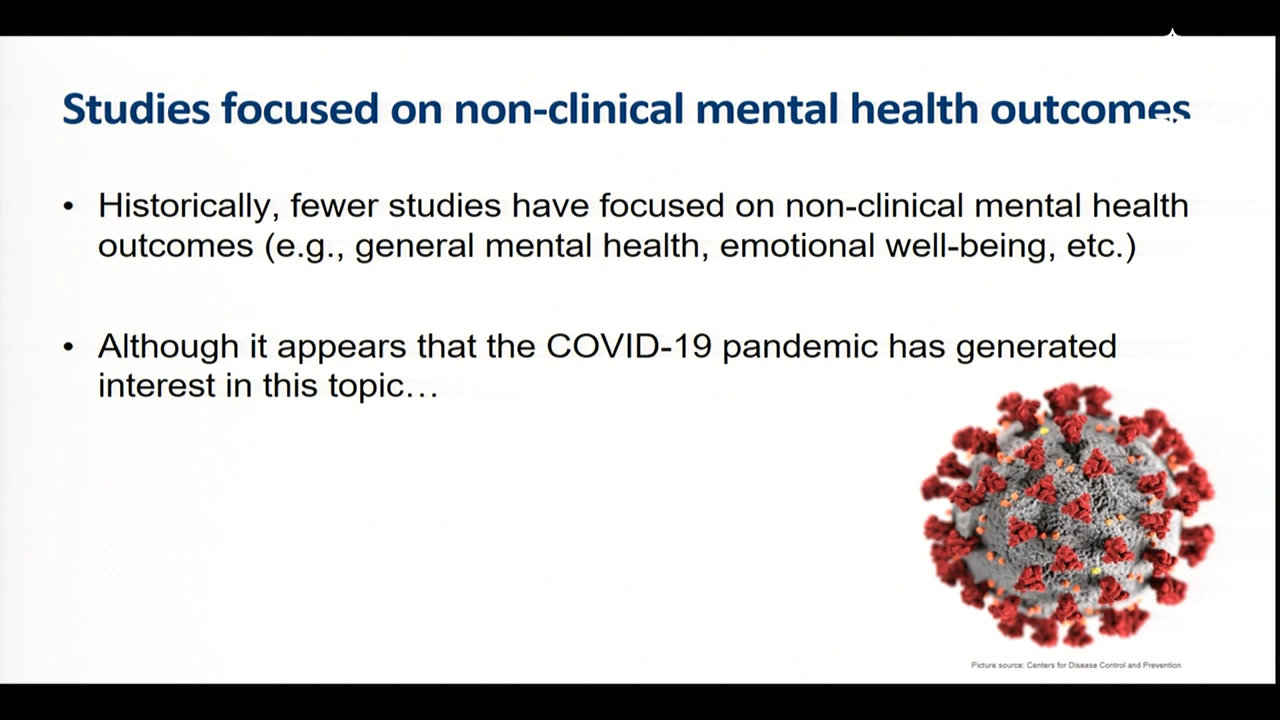 Studies focused on non-clinical mental health outcomes
• Historically, fewer studies have focused on non-clinical mental health
outcomes (e.g., general mental health, emotional well-being, etc.)
• Although it appears that the COVID-19 pandemic has generated
interest in this topic…
Picture source: Centers for Disease Control and Prevention